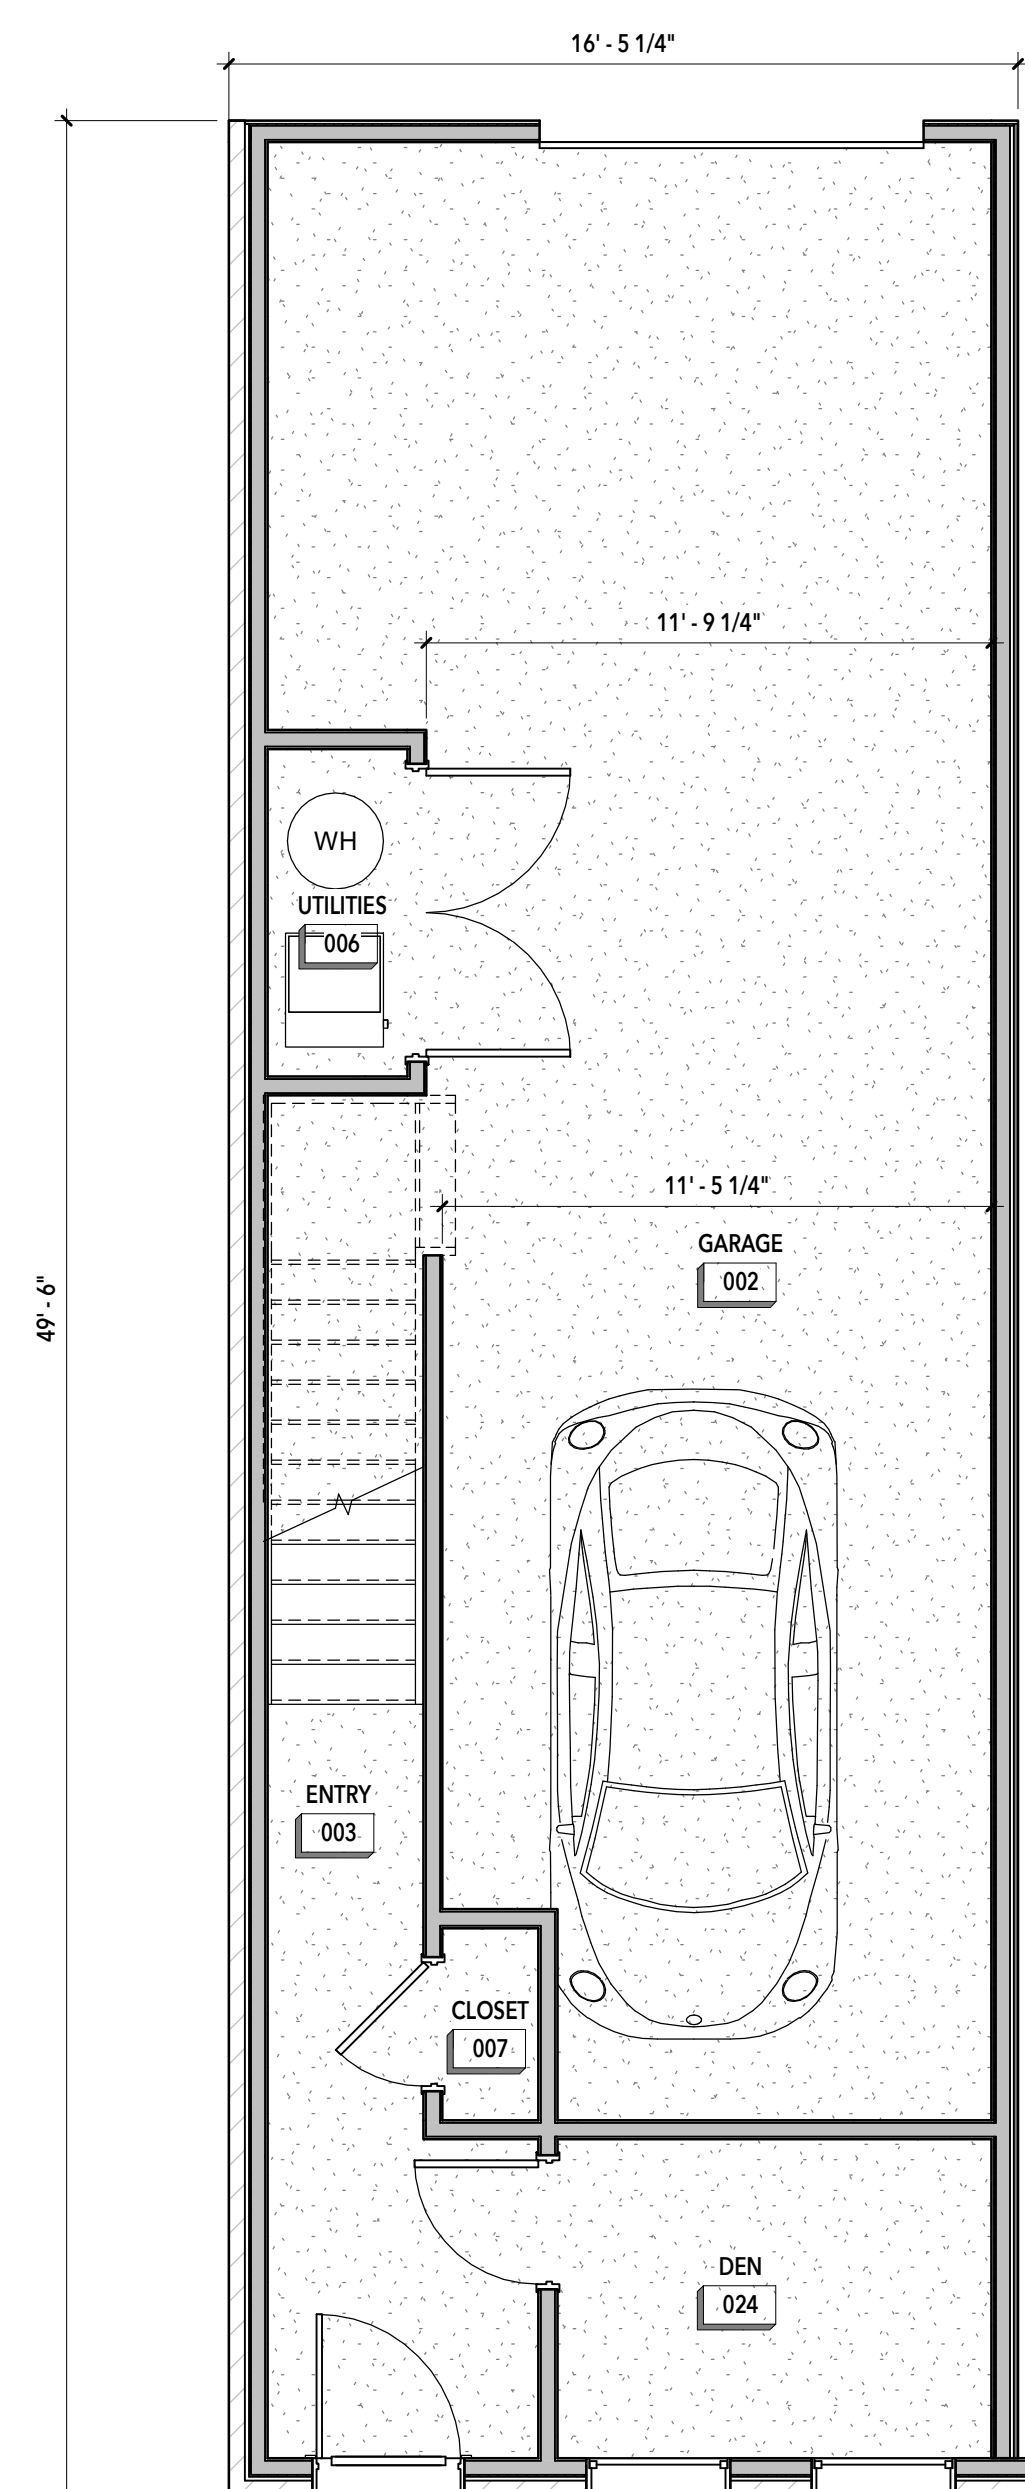 16' - 5 1/4"
11' - 9 1/4"
WH
UTILITIES
006
11' - 5 1/4"
GARAGE
002
49' - 6"
ENTRY
003
CLOSET
007
DEN
024